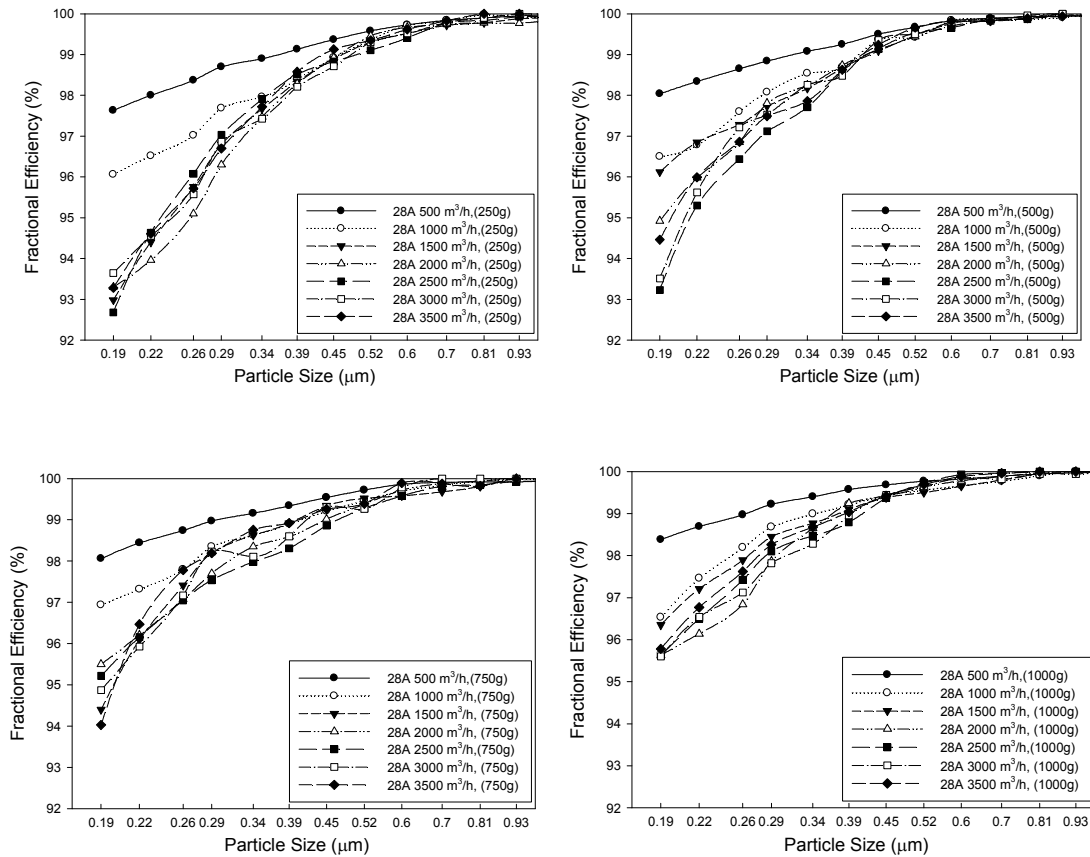 Fractional Efficiency (%)
100
99
98
97
96
95
94
93
92
28A 500 m³/h,(250g)
28A 1000 m³/h,(250g)
28A 1500 m³/h, (250g)
28A 2000 m³/h, (250g)
28A 2500 m³/h,(250g)
28A 3000 m³/h, (250g)
28A 3500 m³/h, (250g)
0.19 0.22 0.26 0.29 0.34 0.39 0.45 0.52 0.6 0.7 0.81 0.93
Particle Size (μm)
Fractional Efficiency (%)
100
99
98
97
96
95
94
93
92
28A 500 m³/h,(500g)
28A 1000 m³/h,(500g)
28A 1500 m³/h, (500g)
28A 2000 m³/h, (500g)
28A 2500 m³/h,(500g)
28A 3000 m³/h, (500g)
28A 3500 m³/h, (500g)
0.19 0.22 0.26 0.29 0.34 0.39 0.45 0.52 0.6 0.7 0.81 0.93
Particle Size (μm)
Fractional Efficiency (%)
100
99
98
97
96
95
94
93
92
28A 500 m³/h,(750g)
28A 1000 m³/h,(750g)
28A 1500 m³/h, (750g)
28A 2000 m³/h, (750g)
28A 2500 m³/h,(750g)
28A 3000 m³/h, (750g)
28A 3500 m³/h, (750g)
0.19 0.22 0.26 0.29 0.34 0.39 0.45 0.52 0.6 0.7 0.81 0.93
Particle Size (μm)
Fractional Efficiency (%)
100
99
98
97
96
95
94
93
92
28A 500 m³/h,(1000g)
28A 1000 m³/h,(1000g)
28A 1500 m³/h, (1000g)
28A 2000 m³/h, (1000g)
28A 2500 m³/h,(1000g)
28A 3000 m³/h, (1000g)
28A 3500 m³/h, (1000g)
0.19 0.22 0.26 0.29 0.34 0.39 0.45 0.52 0.6 0.7 0.81 0.93
Particle Size (μm)